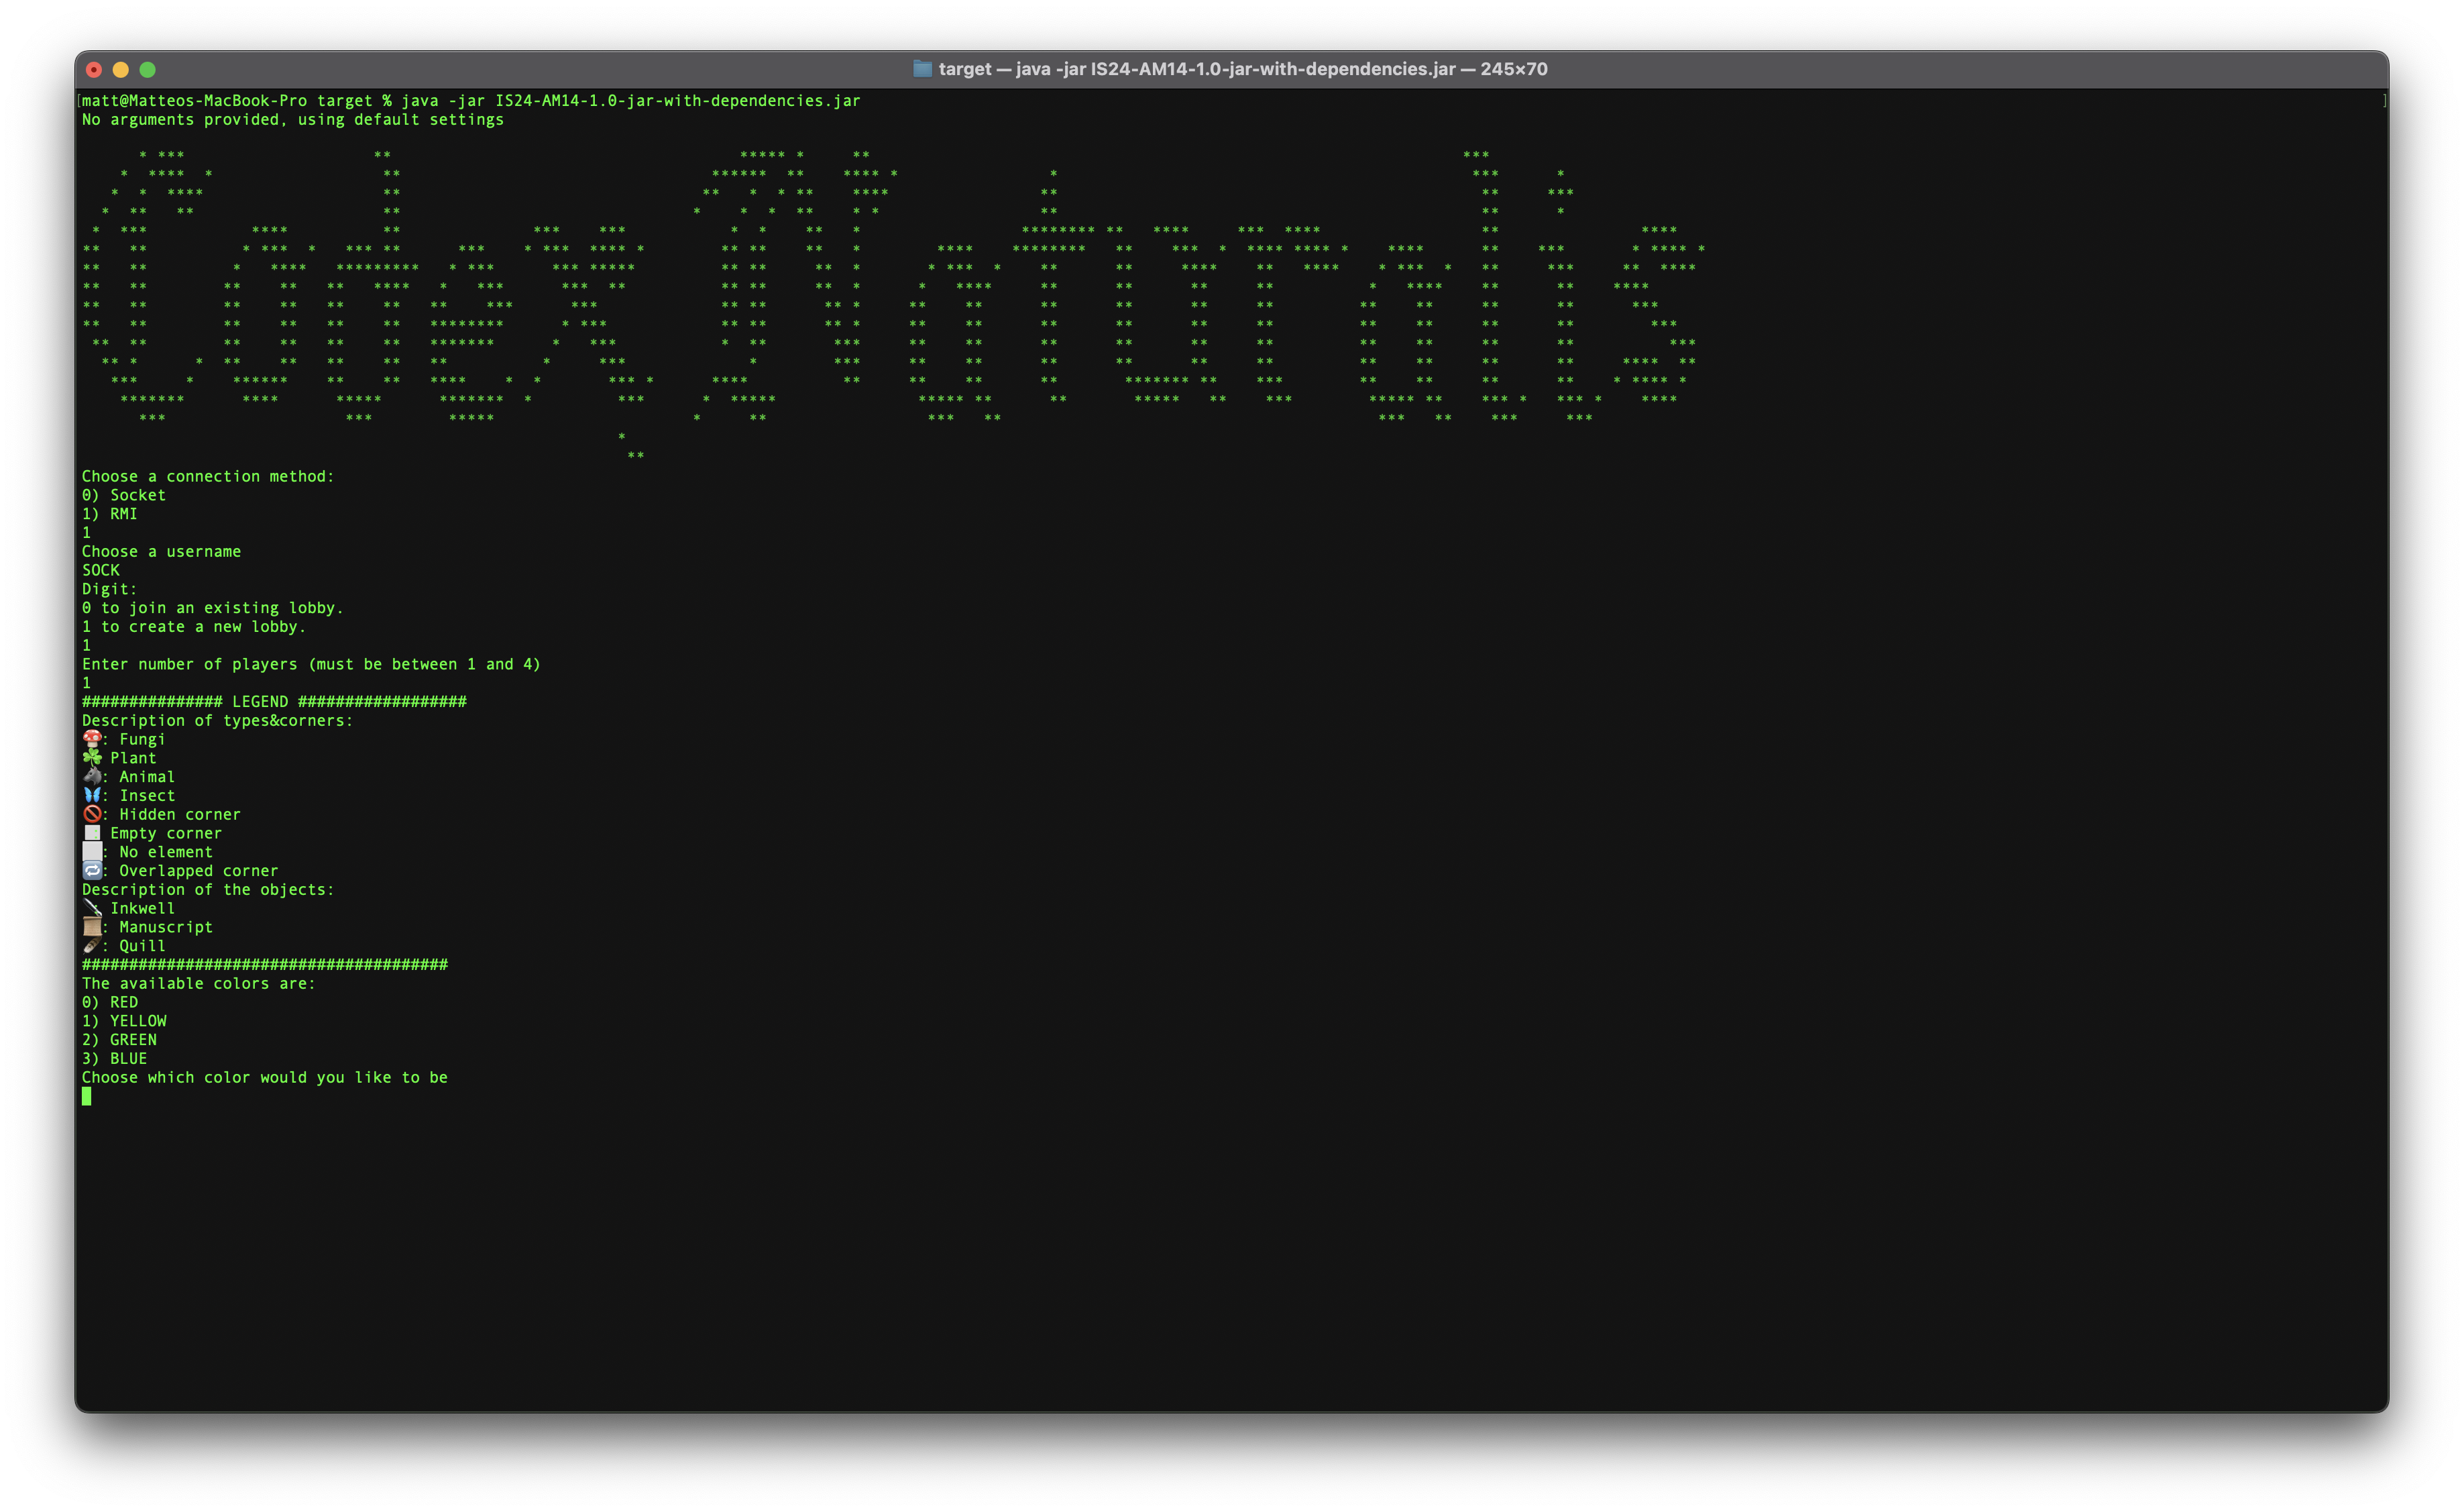 target — java -jar IS24-AM14-1.0-jar-with-dependencies.jar — 245×70
[matt@Matteos-MacBook-Pro target % java -jar IS24-AM14-1.0-jar-with-dependencies.jar ]
No arguments provided, using default settings
Codex Naturalis
Choose a connection method:
0) Socket
1) RMI
1
Choose a username
SOCK
Digit:
0 to join an existing lobby.
1 to create a new lobby.
1
Enter number of players (must be between 1 and 4)
1
############### LEGEND ##################
Description of types&corners:
🍄: Fungi
☘️ Plant
🐴: Animal
🦋: Insect
🚫: Hidden corner
⬜ Empty corner
⬜: No element
🔁: Overlapped corner
Description of the objects:
Inkwell
📜: Manuscript
🪶: Quill
#######################################
The available colors are:
0) RED
1) YELLOW
2) GREEN
3) BLUE
Choose which color would you like to be